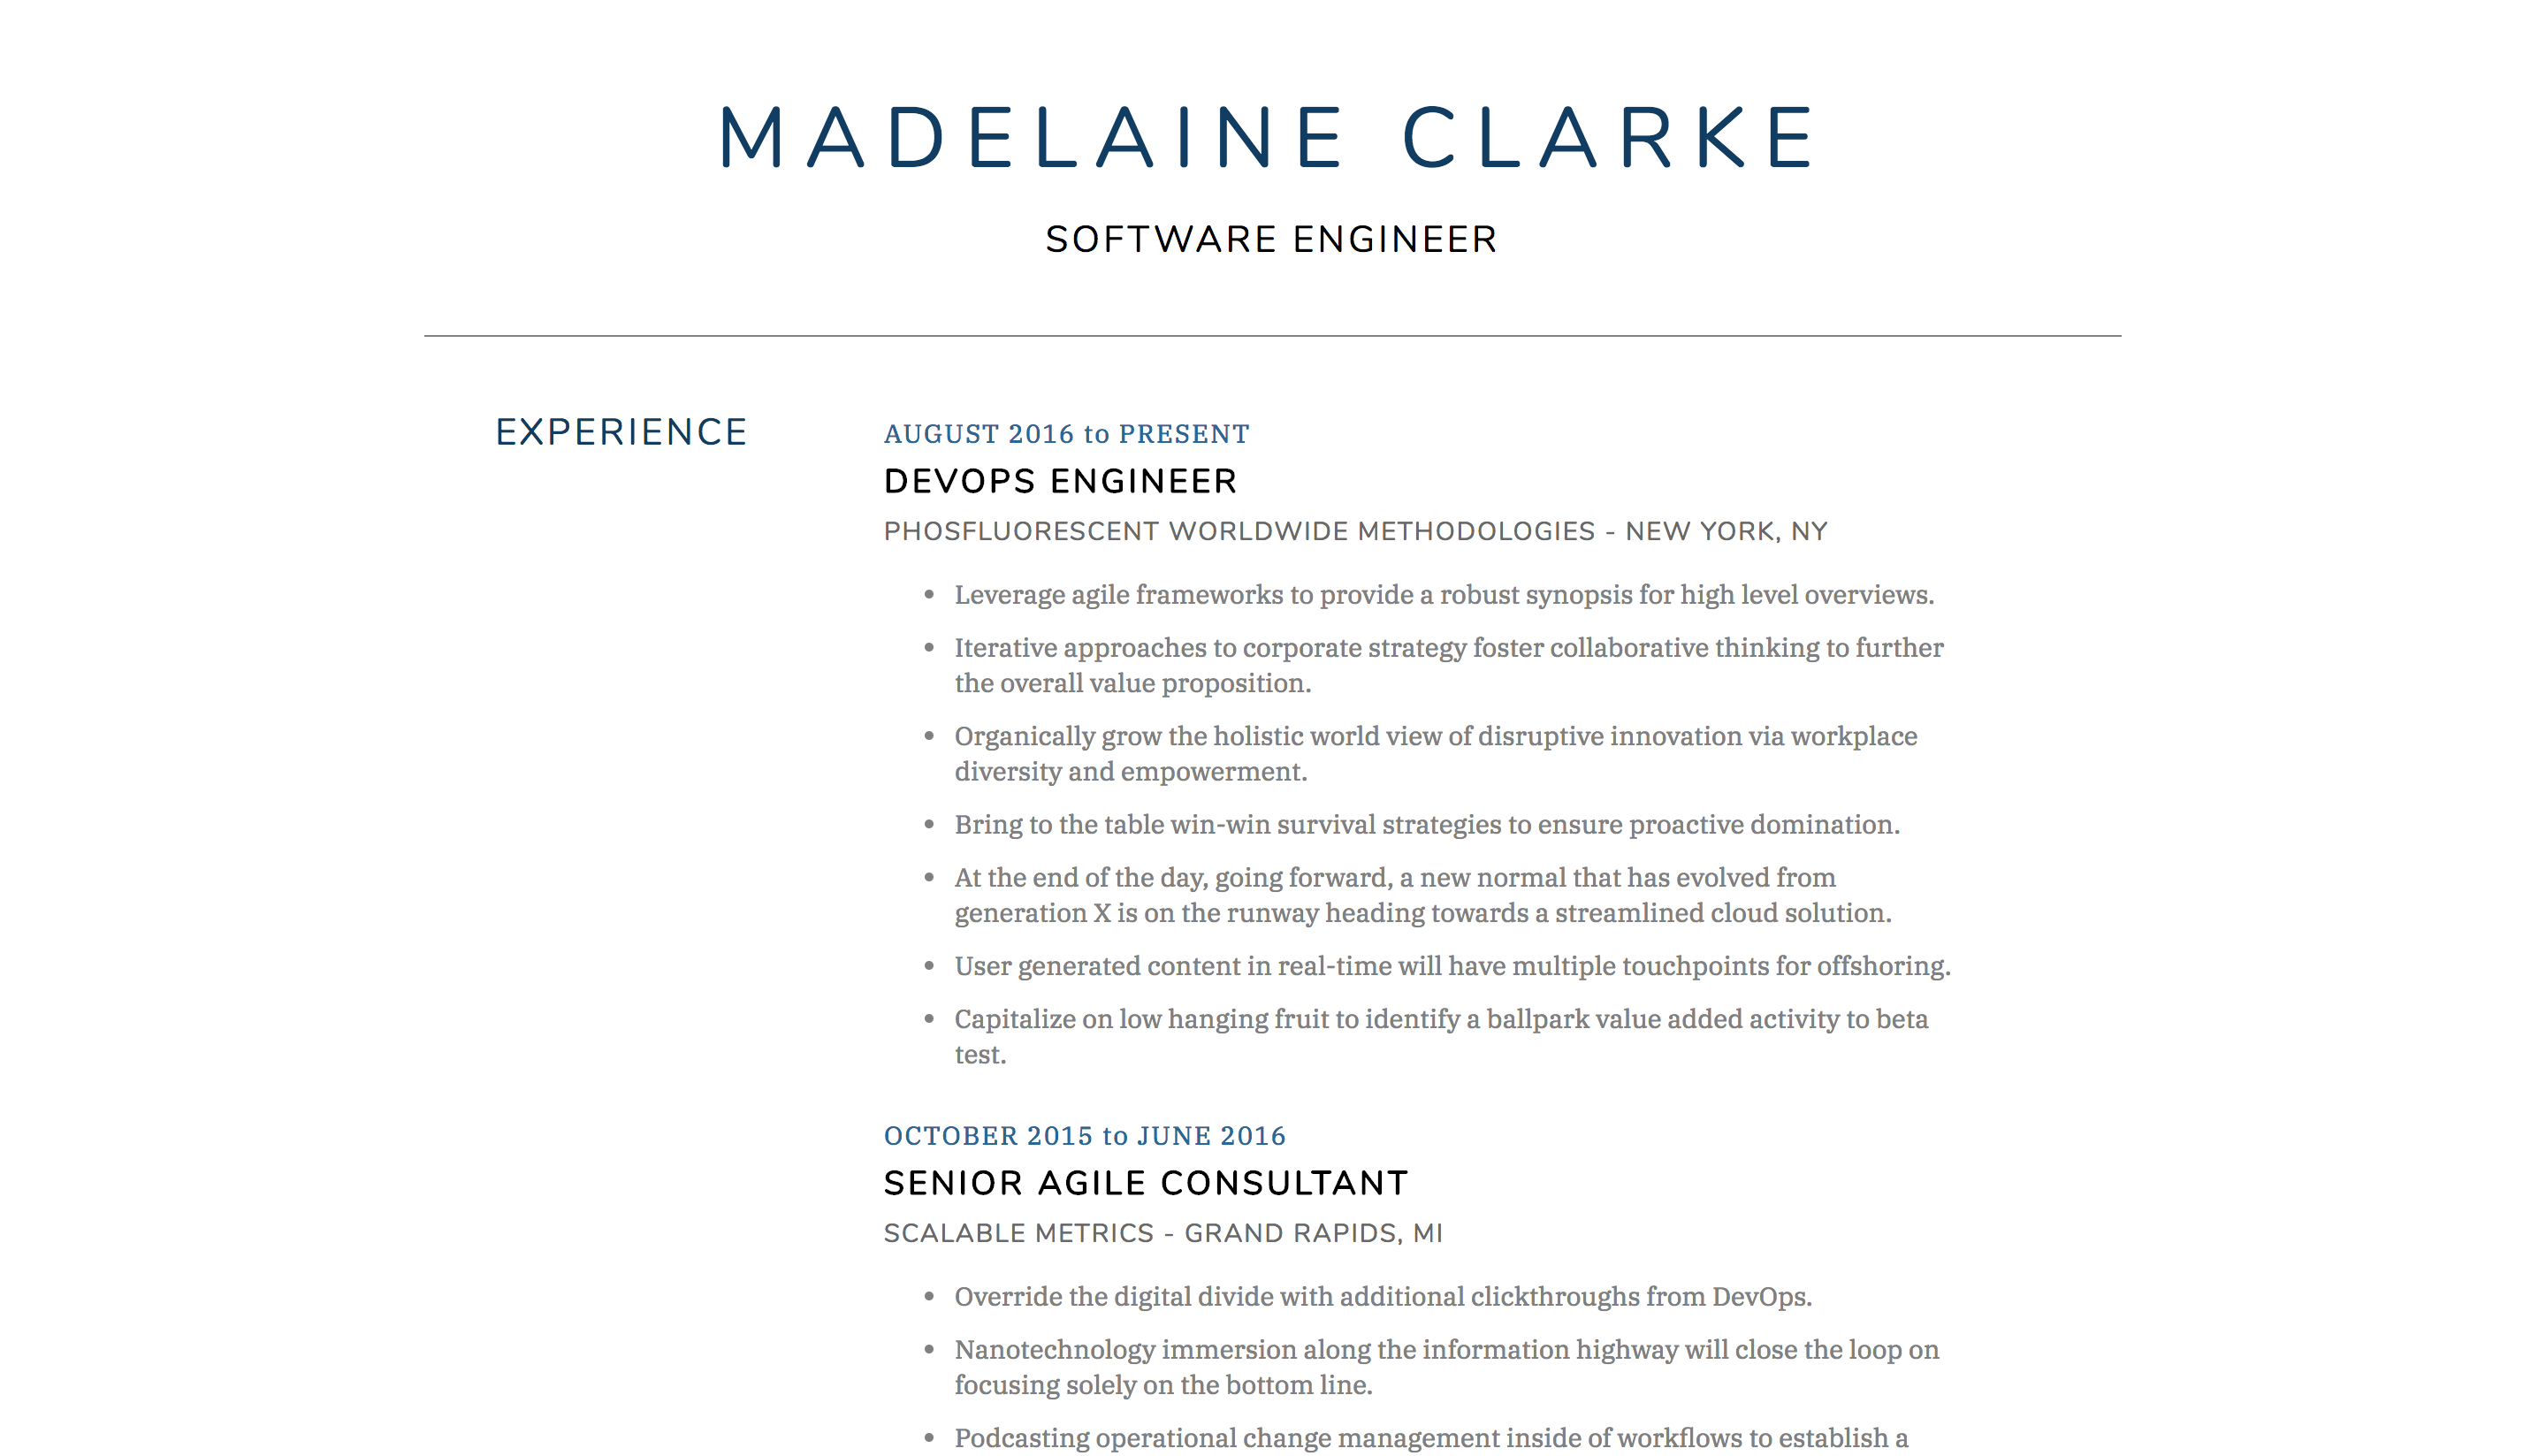 MADELAINE CLARKE
SOFTWARE ENGINEER
EXPERIENCE
AUGUST 2016 to PRESENT
DEVOPS ENGINEER
PHOSFLUORESCENT WORLDWIDE METHODOLOGIES - NEW YORK, NY
• Leverage agile frameworks to provide a robust synopsis for high level overviews.
• Iterative approaches to corporate strategy foster collaborative thinking to further
the overall value proposition.
• Organically grow the holistic world view of disruptive innovation via workplace
diversity and empowerment.
• Bring to the table win-win survival strategies to ensure proactive domination.
• At the end of the day, going forward, a new normal that has evolved from
generation X is on the runway heading towards a streamlined cloud solution.
• User generated content in real-time will have multiple touchpoints for offshoring.
• Capitalize on low hanging fruit to identify a ballpark value added activity to beta
test.
OCTOBER 2015 to JUNE 2016
SENIOR AGILE CONSULTANT
SCALABLE METRICS - GRAND RAPIDS, MI
• Override the digital divide with additional clickthroughs from DevOps.
• Nanotechnology immersion along the information highway will close the loop on
focusing solely on the bottom line.
• Podcasting operational change management inside of workflows to establish a